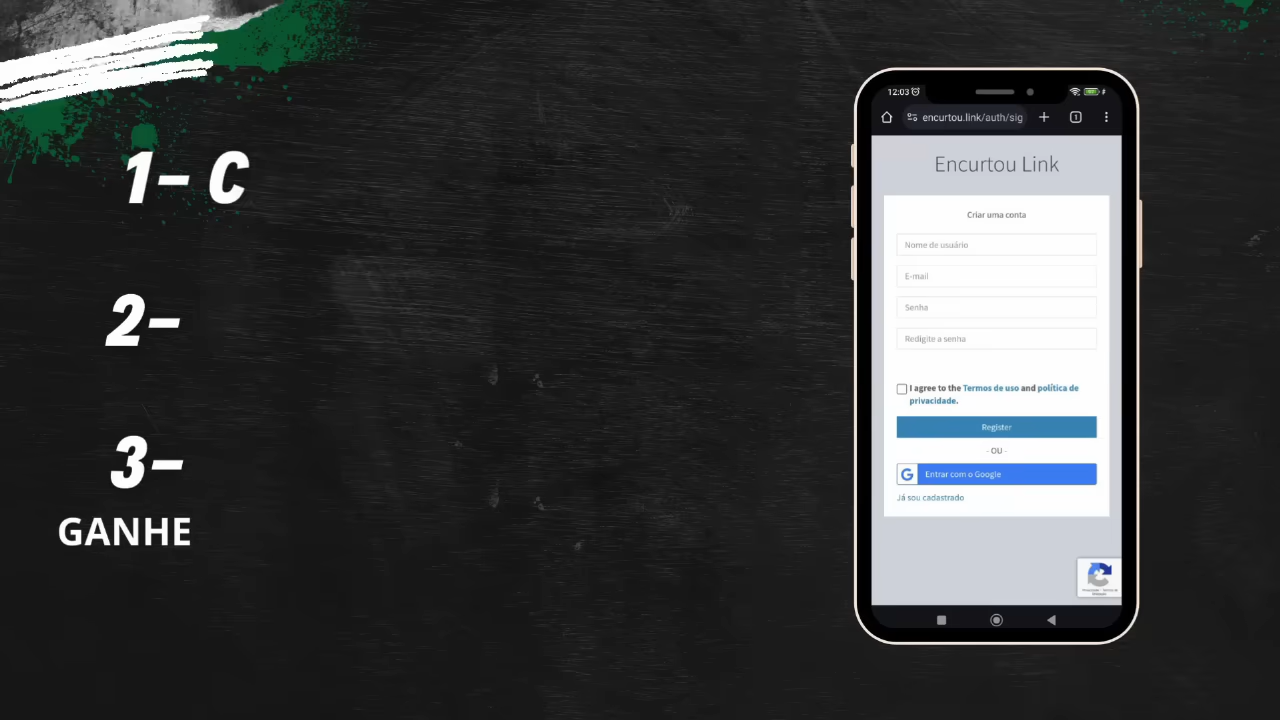 1- C
2-
3-
GANHE
12:03
encurtou.link/auth/sig
1
Encurtou Link
Criar uma conta
Nome de usuário
E-mail
Senha
Redigite a senha
I agree to the Termos de uso and política de
privacidade.
Register
- OU -
G Entrar com o Google
Já sou cadastrado